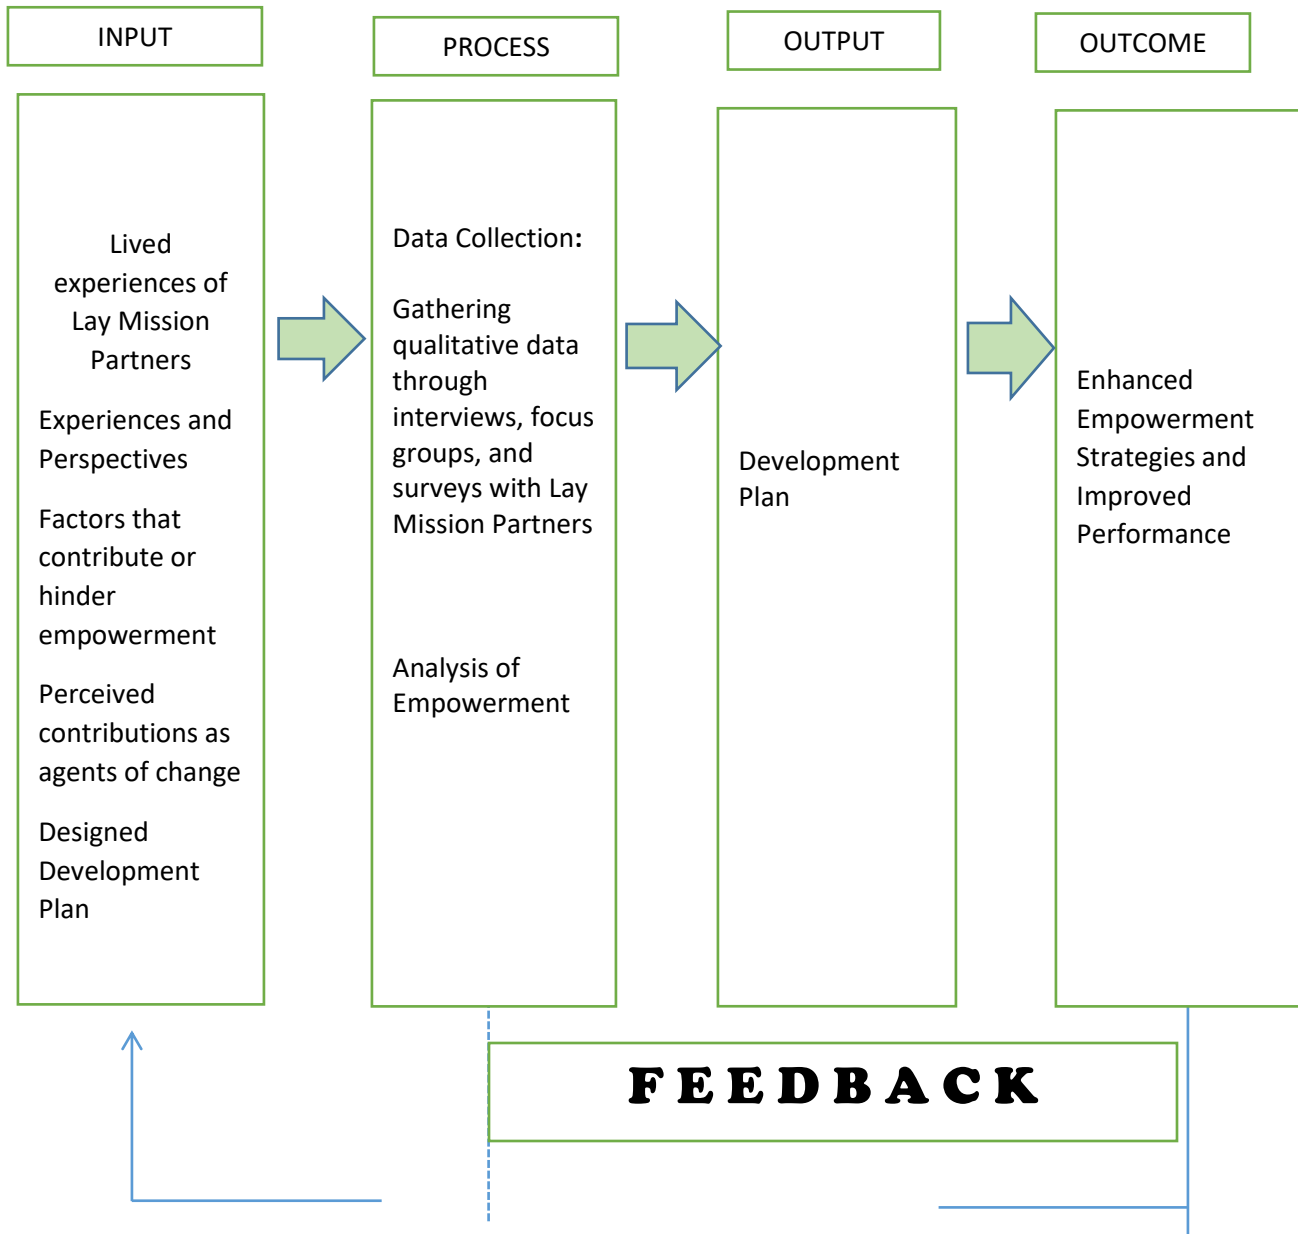 INPUT
PROCESS
OUTPUT
OUTCOME
Lived
experiences of
Lay Mission
Partners
Experiences and
Perspectives
Factors that
contribute or
hinder
empowerment
Perceived
contributions as
agents of change
Designed
Development
Plan
Data Collection:
Gathering
qualitative data
through
interviews, focus
groups, and
surveys with Lay
Mission Partners
Analysis of
Empowerment
Development
Plan
Enhanced
Empowerment
Strategies and
Improved
Performance
FEEDBACK